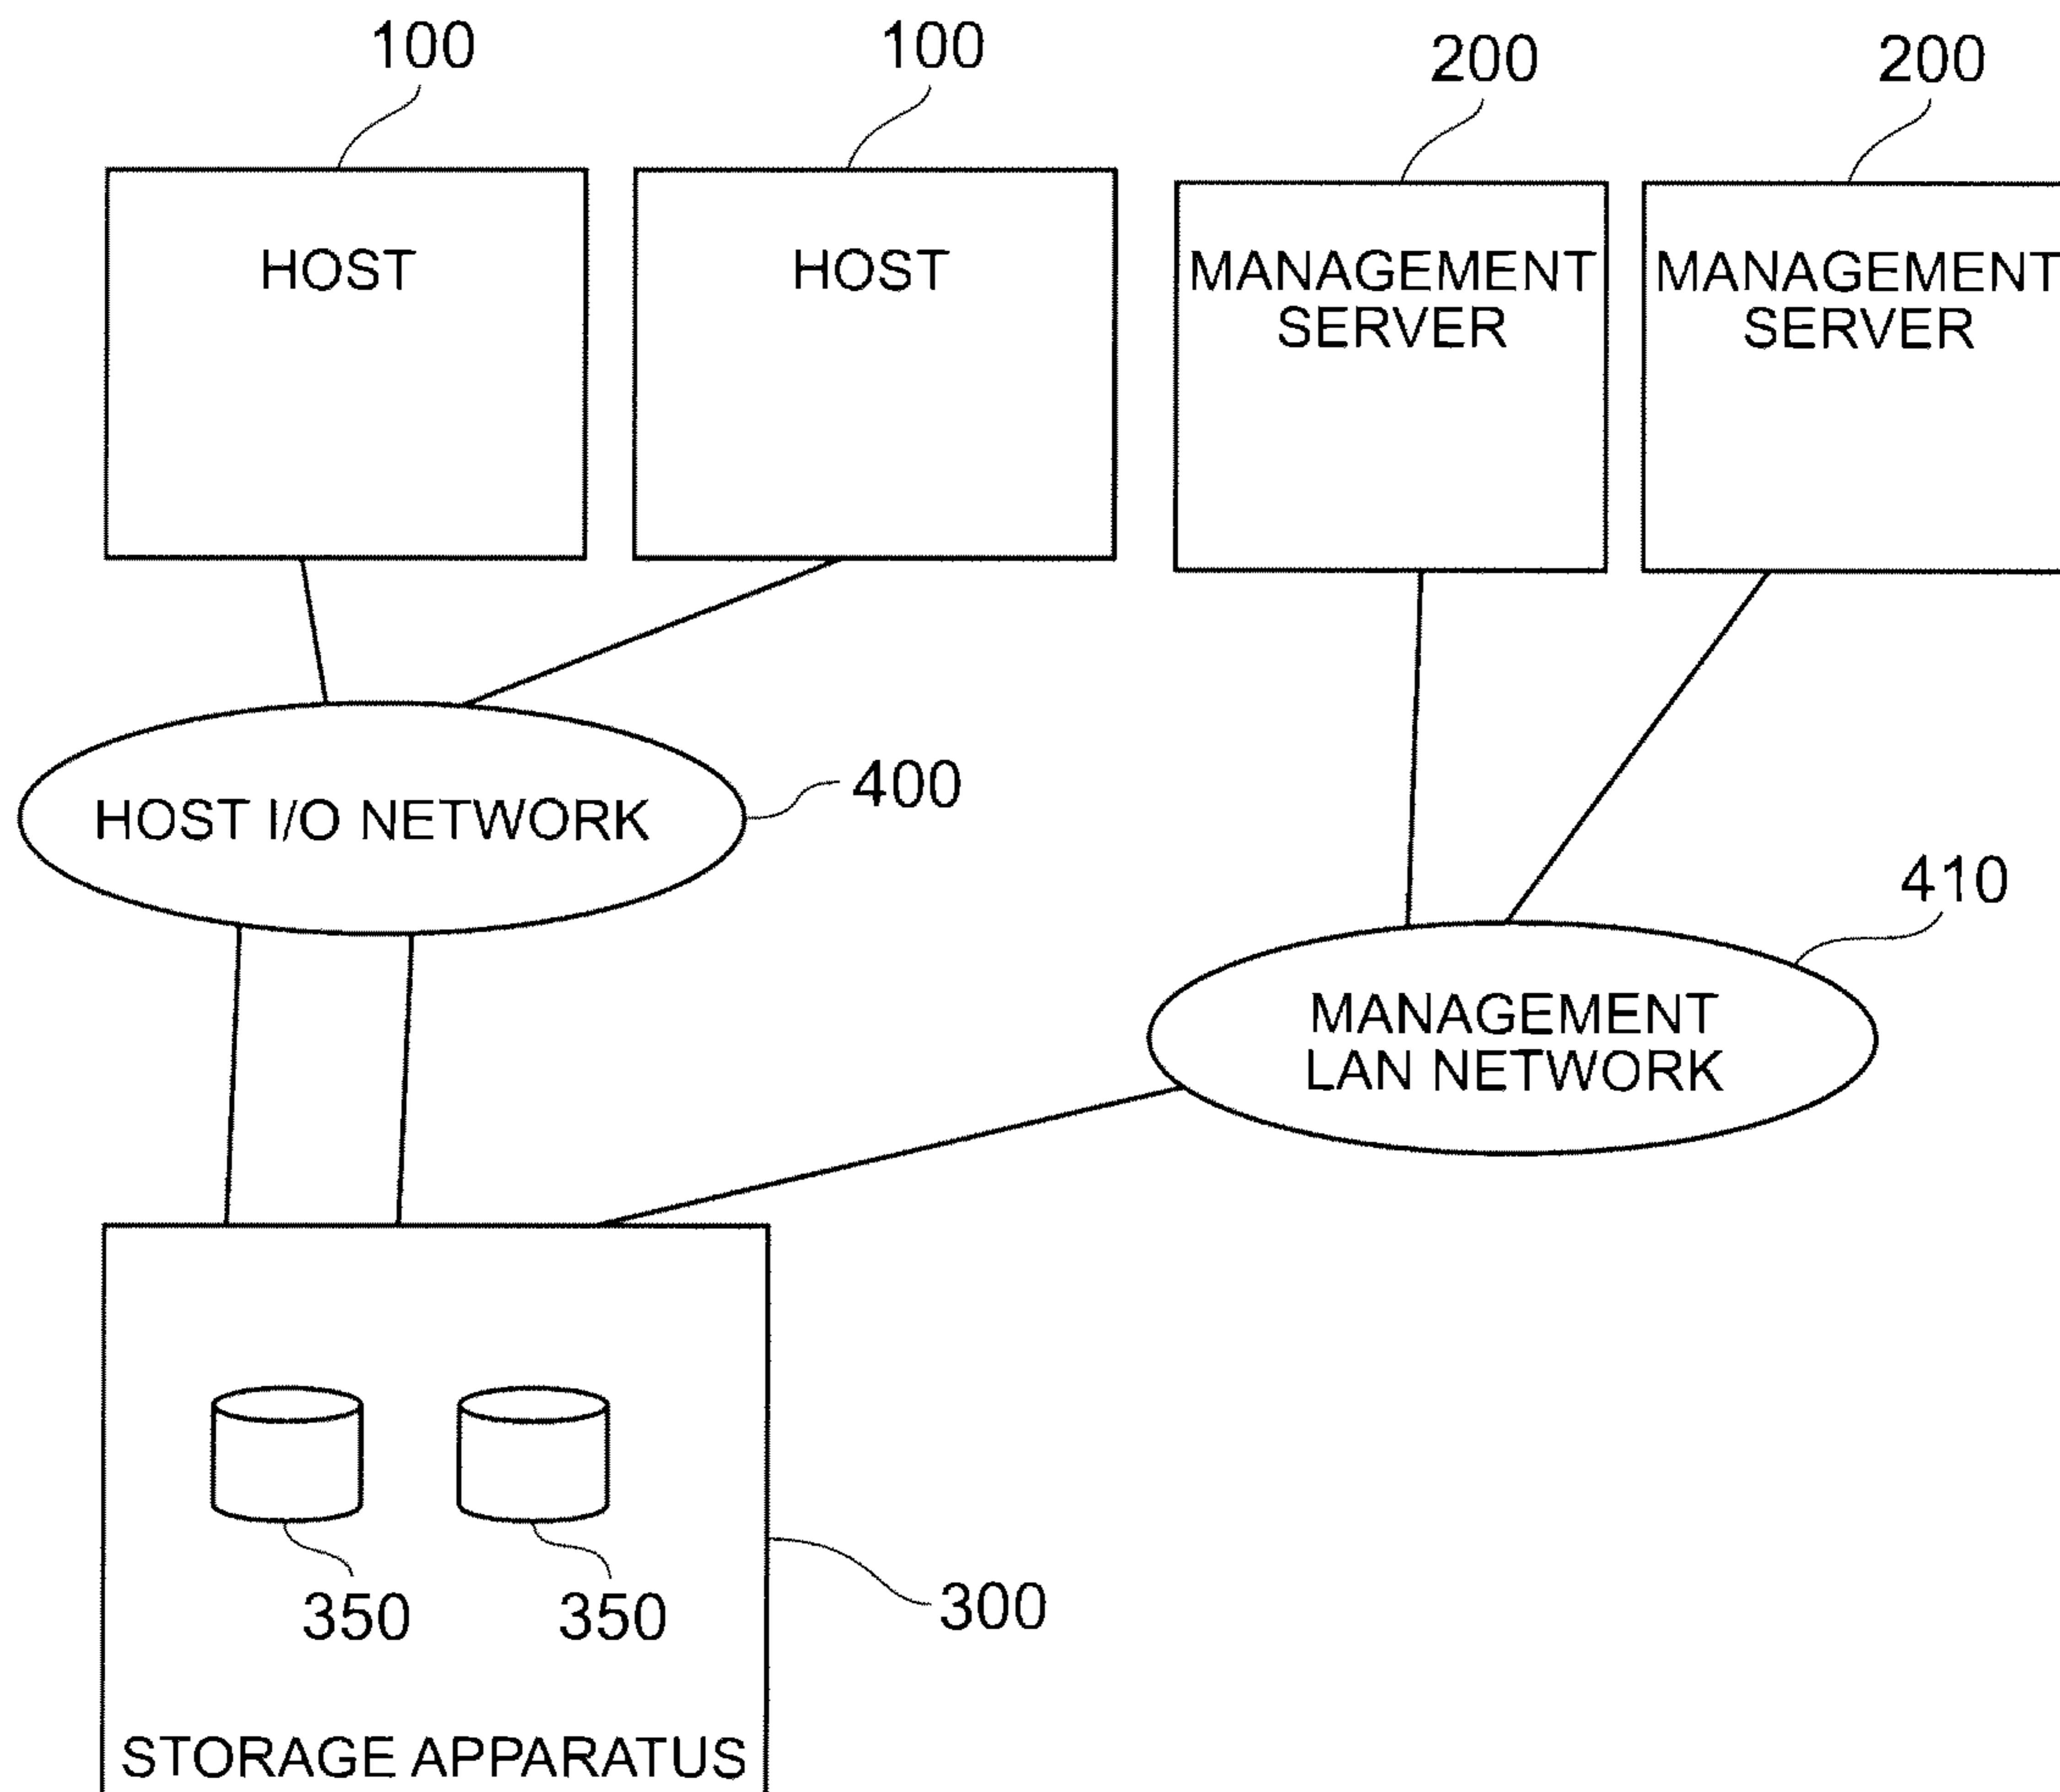 100
100
200
200
HOST
HOST
MANAGEMENT
SERVER
MANAGEMENT
SERVER
HOST I/O NETWORK
400
410
MANAGEMENT
LAN NETWORK
350
350
300
STORAGE APPARATUS